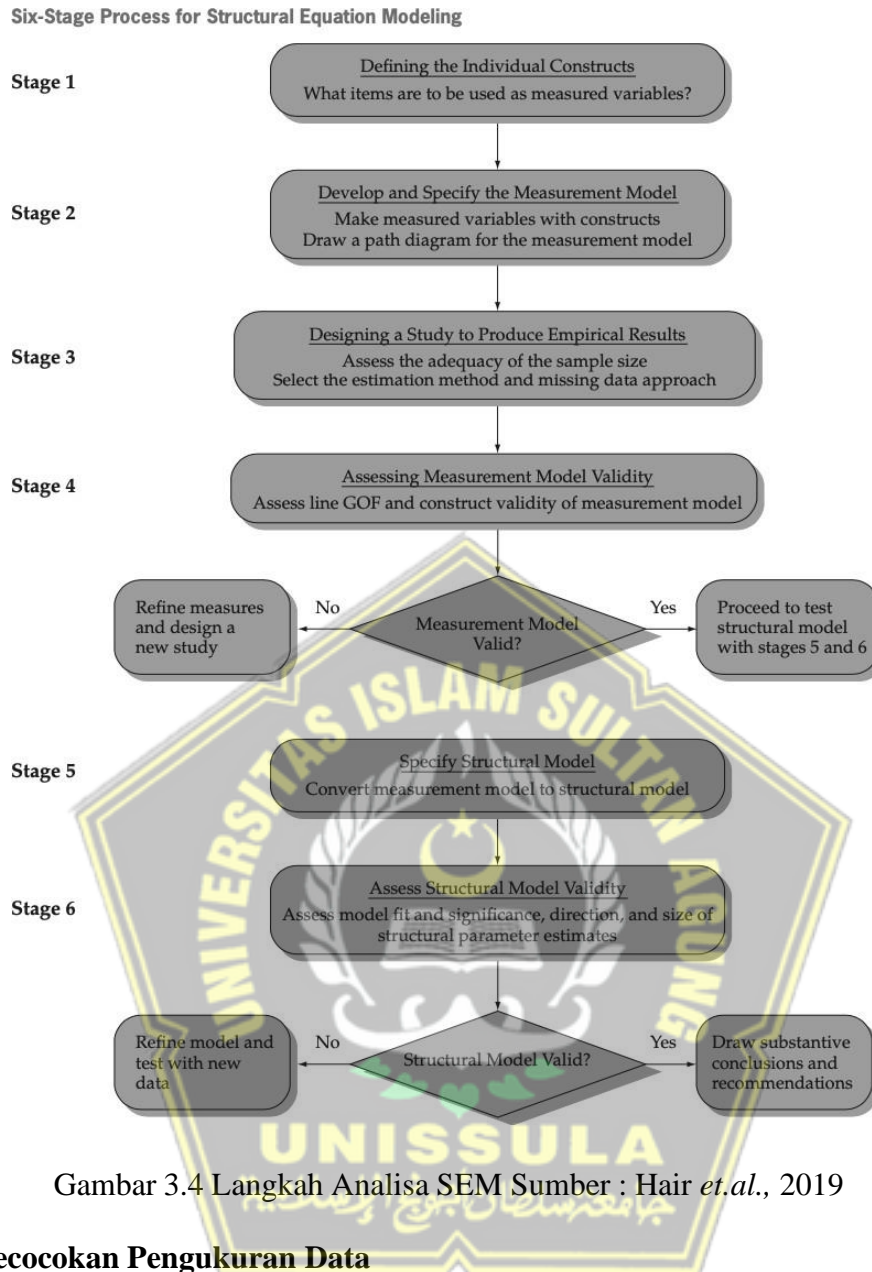 Six-Stage Process for Structural Equation Modeling
Stage 1
Defining the Individual Constructs
What items are to be used as measured variables?
Stage 2
Develop and Specify the Measurement Model
Make measured variables with constructs
Draw a path diagram for the measurement model
Stage 3
Designing a Study to Produce Empirical Results
Assess the adequacy of the sample size
Select the estimation method and missing data approach
Stage 4
Assessing Measurement Model Validity
Assess line GOF and construct validity of measurement model
Refine measures
and design a
new study
No
Measurement Model
Valid?
Yes
Proceed to test
structural model
with stages 5 and 6
UNIVERSITAS ISLAM SULTAN AGUNG
Stage 5
Specify Structural Model
Convert measurement model to structural model
Stage 6
Assess Structural Model Validity
Assess model fit and significance, direction, and size of
structural parameter estimates
Refine model and
test with new
data
No
Structural Model Valid?
Yes
Draw substantive
conclusions and
recommendations
UNISSULA
Gambar 3.4 Langkah Analisa SEM Sumber : Hair et.al., 2019
ecocokan Pengukuran Data